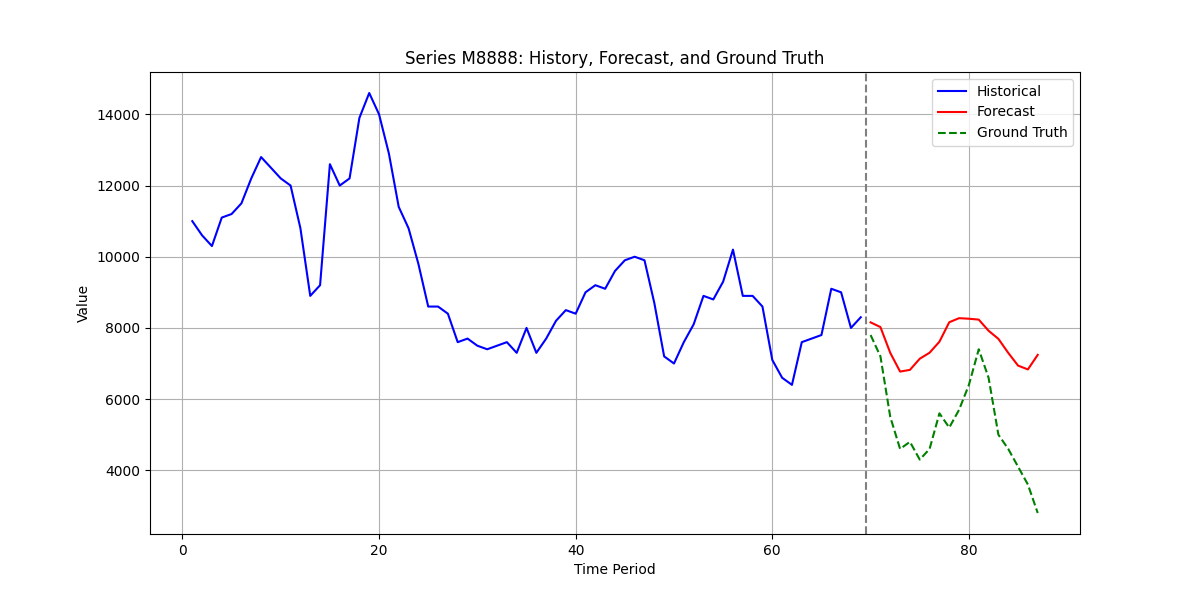 Series M8888: History, Forecast, and Ground Truth
Historical
Forecast
Ground Truth
Value
14000
12000
10000
8000
6000
4000
0
20
40
60
80
Time Period